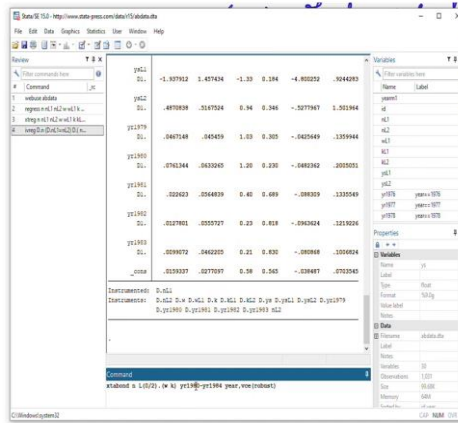 Stata/SE 15.0 - http://www.stata-press.com/data/r15/abdata.dta
File Edit Data Graphics Statistics User Window Help
Review
Filter commands here
# Command _rc
1 webuse abdata
2 regress n nL1 nL2 w wL1 k ...
3 ivreg n nL1 nL2 w wL1 k kL...
4 ivreg D.n (D.nL1=nL2) D.( n...
ysL1
D1. -1.937912 1.457434 -1.33 0.184 -4.800252 .9244283
ysL2
D1. .4870838 .5167524 0.94 0.346 -.5277967 1.501964
yr1979
D1. .0467148 .045459 1.03 0.305 -.0425649 .1359944
yr1980
D1. .0761344 .0633265 1.20 0.230 -.0482362 .2005051
yr1981
D1. .022623 .0564839 0.40 0.689 -.088309 .1335549
yr1982
D1. .0127801 .0555727 0.23 0.818 -.0963624 .1219226
yr1983
D1. .0099072 .0462205 0.21 0.830 -.080868 .1006824
_cons .0159337 .0277097 0.58 0.565 -.038487 .0703545
Instrumented: D.nL1
Instruments: D.nL2 D.w D.wL1 D.k D.kL1 D.kL2 D.ys D.ysL1 D.ysL2 D.yr1979
D.yr1980 D.yr1981 D.yr1982 D.yr1983 nL2
.
Command
xtabond n L(0/2).(w k) yr1980-yr1984 year,vce(robust)
Variables
Filter variables here
Name Label
yearm1
id
nL1
nL2
wL1
kL1
kL2
ysL1
ysL2
yr1976 year==1976
yr1977 year==1977
yr1978 year==1978
Properties
Variables
Name ys
Label
Type float
Format %9.0g
Value label
Notes
Data
Filename abdata.dta
Label
Notes
Variables 30
Observations 1,031
Size
Memory 64M
Sorted by id year
C:\Windows\system32
CAP NUM OVR